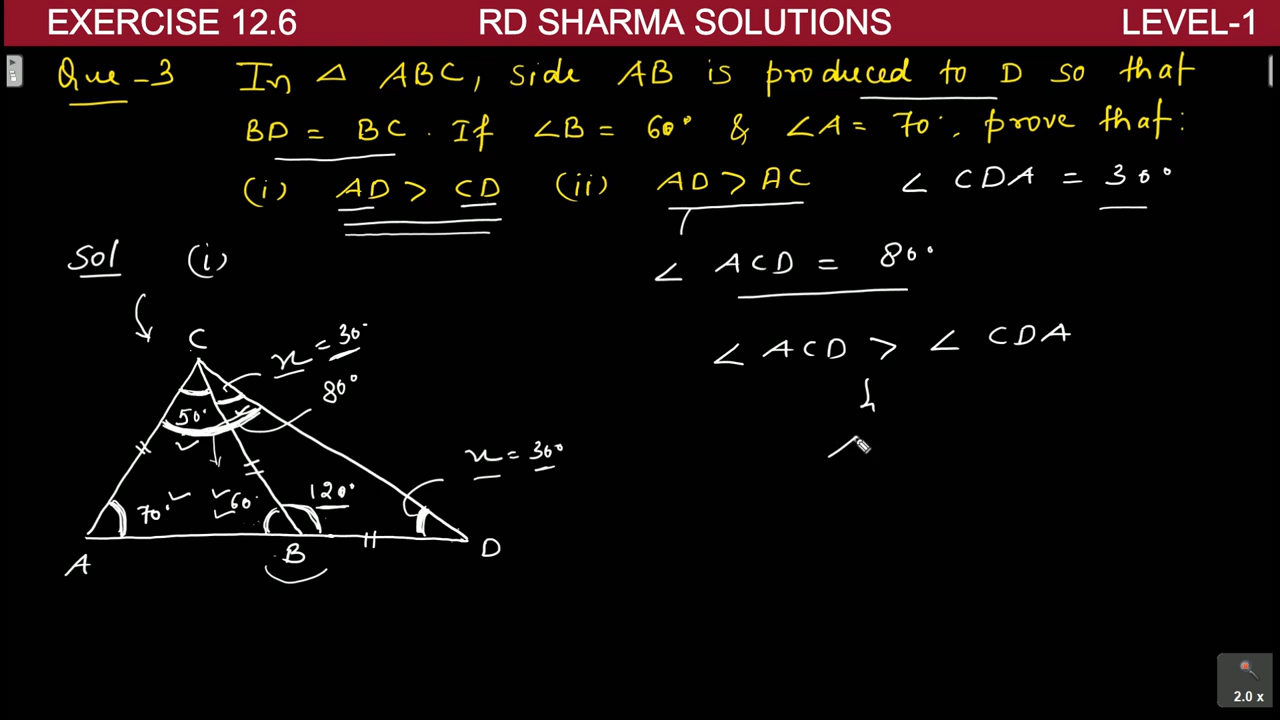 EXERCISE 12.6 RD SHARMA SOLUTIONS LEVEL-1
Que-3 In △ ABC, side AB is produced to D so that
BD = BC. If ∠B = 60° & ∠A = 70°, prove that:
(i) AD > CD (ii) AD > AC ∠ CDA = 30°
Sol (i)
∠ ACD = 80°
∠ ACD > ∠ CDA
C
x = 30°
80°
50°
x = 30°
70° 60° 120°
A B D
2.0 x